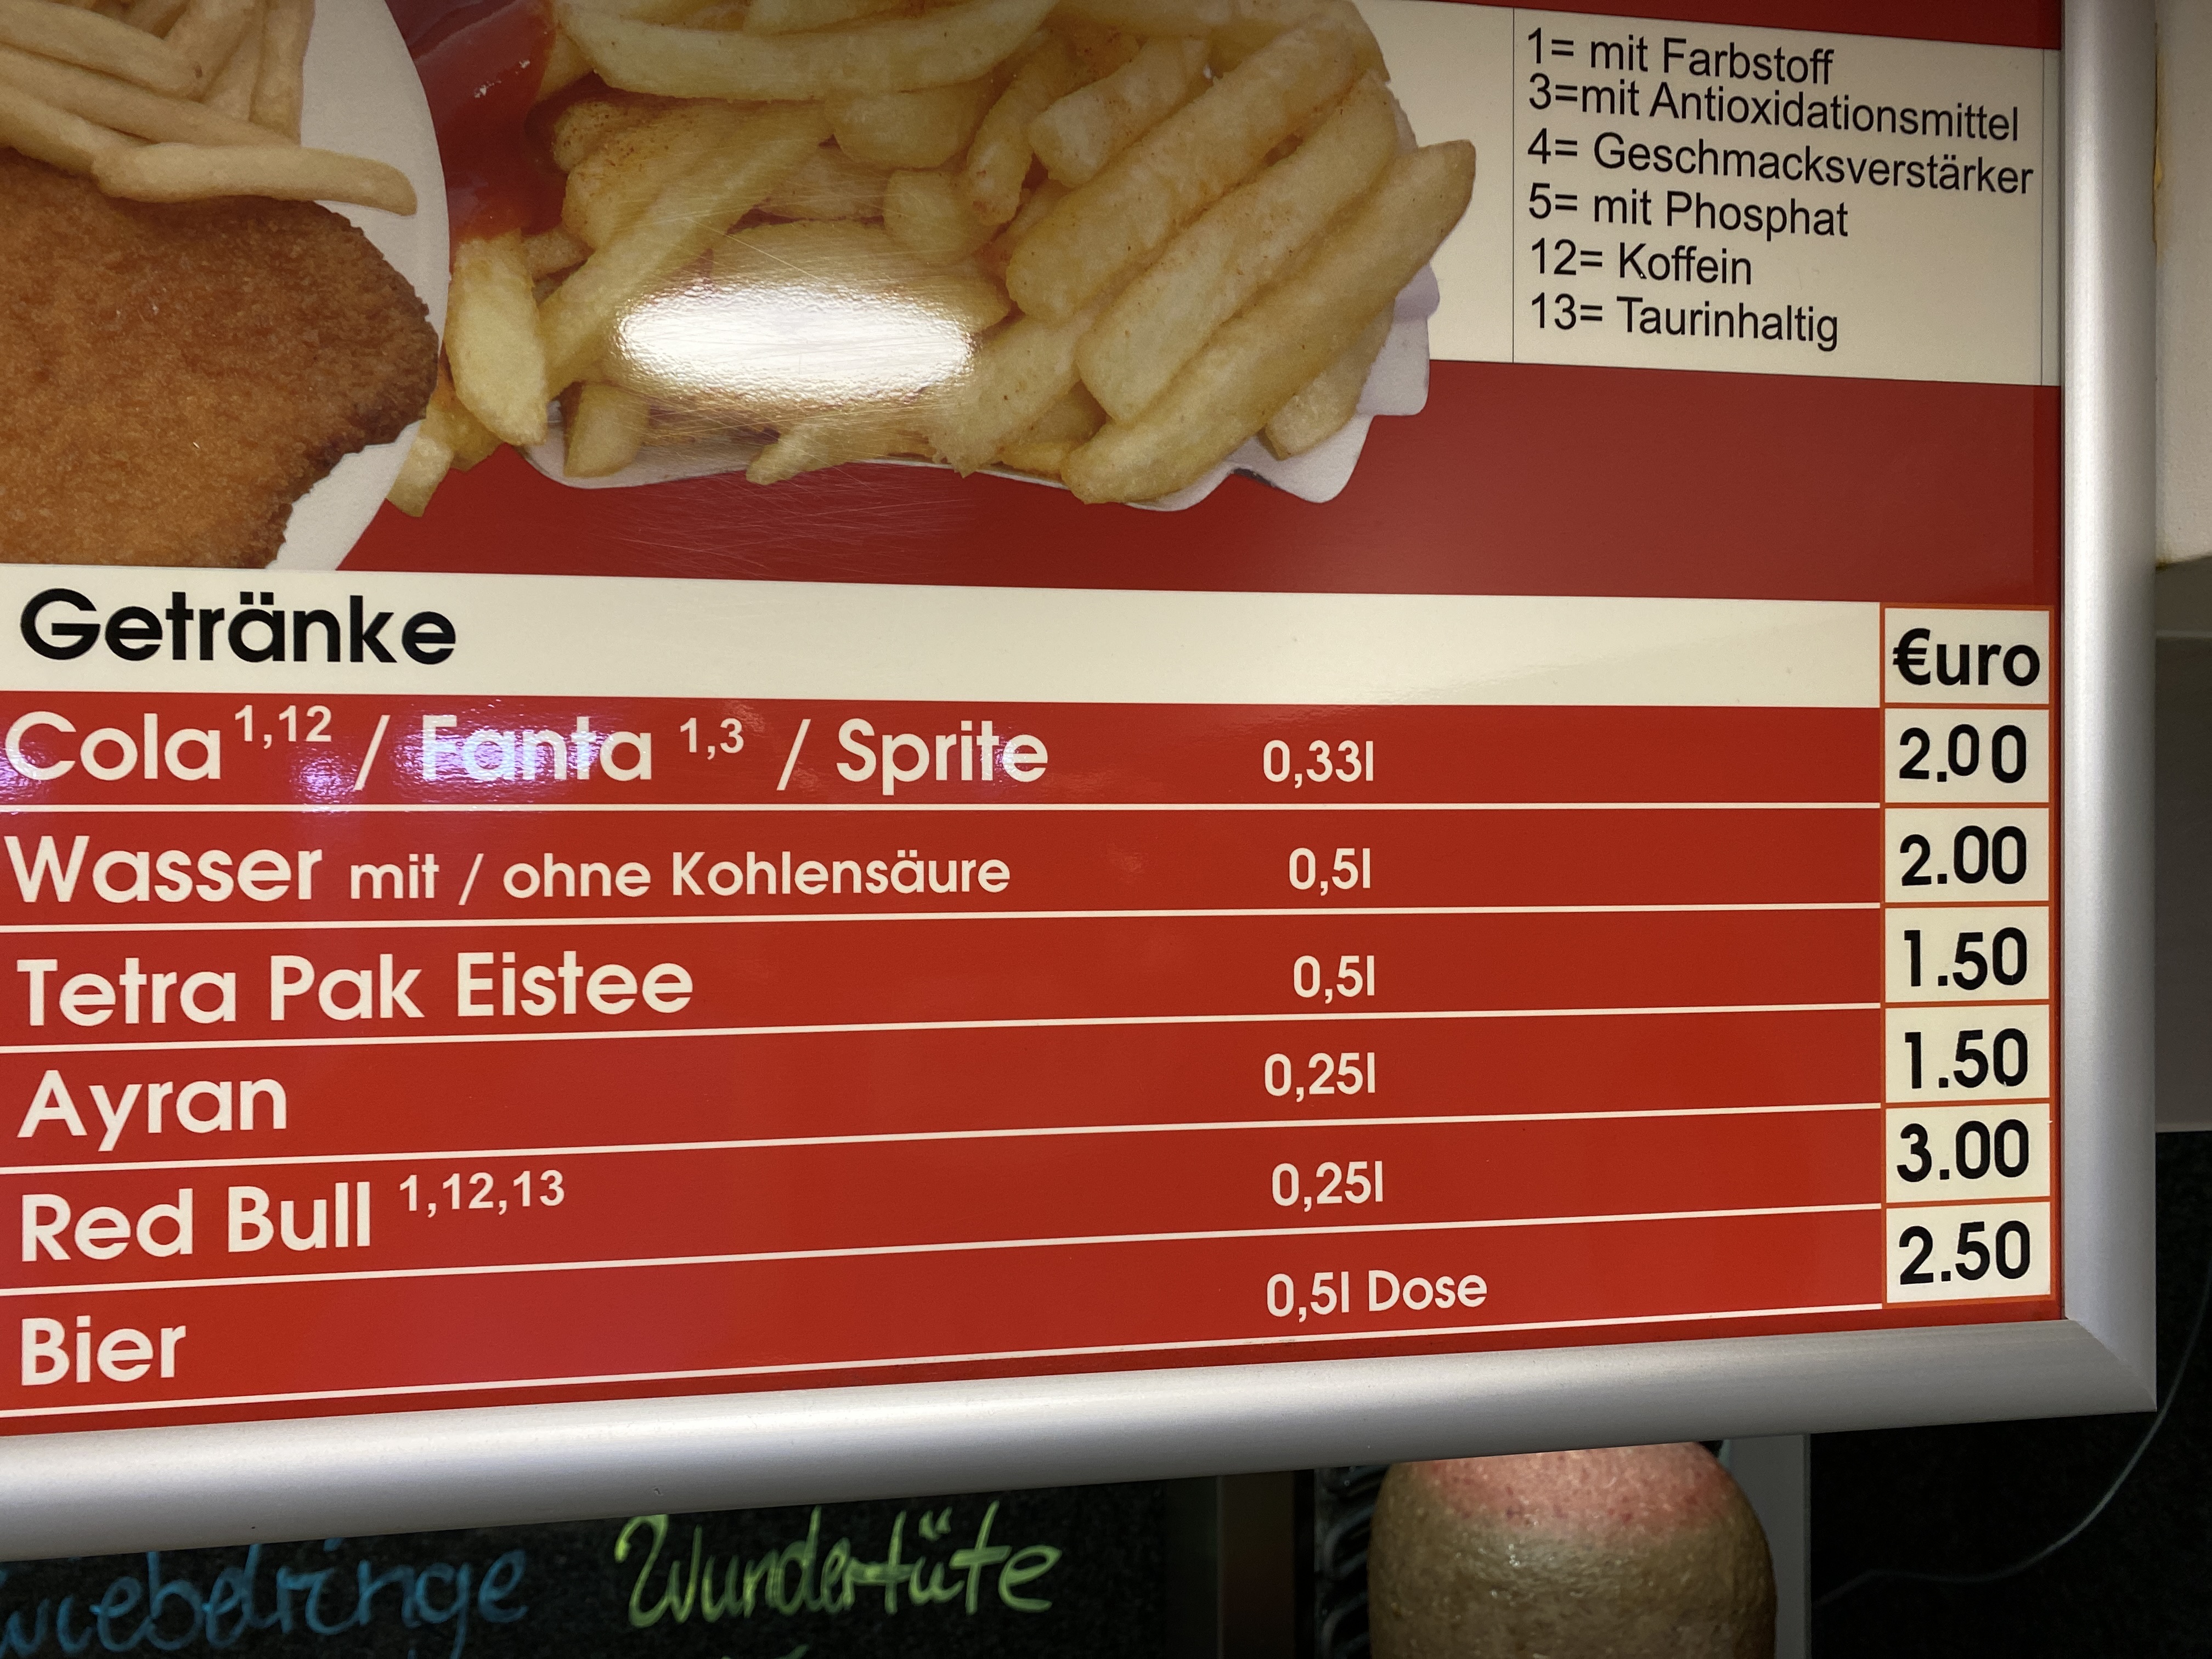 1= mit Farbstoff
3=mit Antioxidationsmittel
4= Geschmacksverstärker
5= mit Phosphat
12= Koffein
13= Taurinhaltig
Getränke €uro
Cola 1,12 / Fanta 1,3 / Sprite 0,33l 2.00
Wasser mit / ohne Kohlensäure 0,5l 2.00
Tetra Pak Eistee 0,5l 1.50
Ayran 0,25l 1.50
Red Bull 1,12,13 0,25l 3.00
Bier 0,5l Dose 2.50
Wundertüte